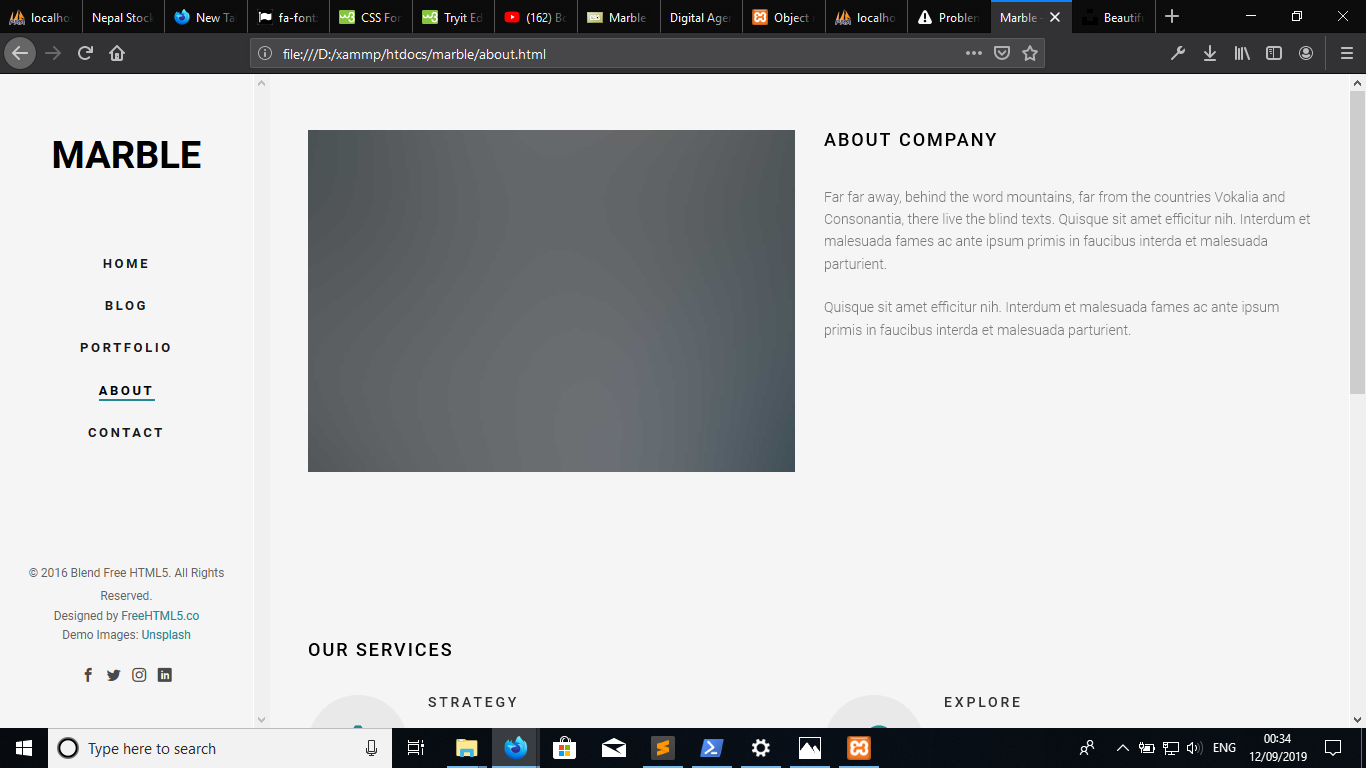 localho
Nepal Stock
New Ta
fa-font
CSS For
Tryit Ed
(162) Bo
Marble
Digital Ager
Object
localho
Problem
Marble
Beautifu
file:///D:/xammp/htdocs/marble/about.html
MARBLE
HOME
BLOG
PORTFOLIO
ABOUT
CONTACT
© 2016 Blend Free HTML5. All Rights
Reserved.
Designed by FreeHTML5.co
Demo Images: Unsplash
ABOUT COMPANY
Far far away, behind the word mountains, far from the countries Vokalia and
Consonantia, there live the blind texts. Quisque sit amet efficitur nih. Interdum et
malesuada fames ac ante ipsum primis in faucibus interda et malesuada
parturient.
Quisque sit amet efficitur nih. Interdum et malesuada fames ac ante ipsum
primis in faucibus interda et malesuada parturient.
OUR SERVICES
STRATEGY
EXPLORE
Type here to search
ENG
00:34
12/09/2019